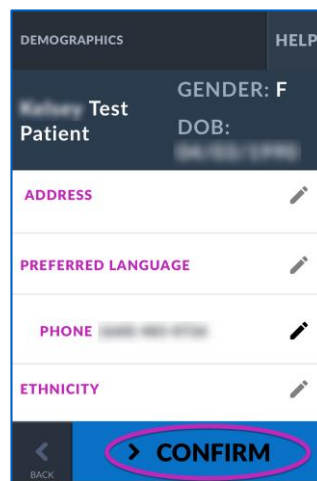 DEMOGRAPHICS
HELP
Test
Patient
GENDER: F
DOB:
ADDRESS
PREFERRED LANGUAGE
PHONE
ETHNICITY
BACK
> CONFIRM